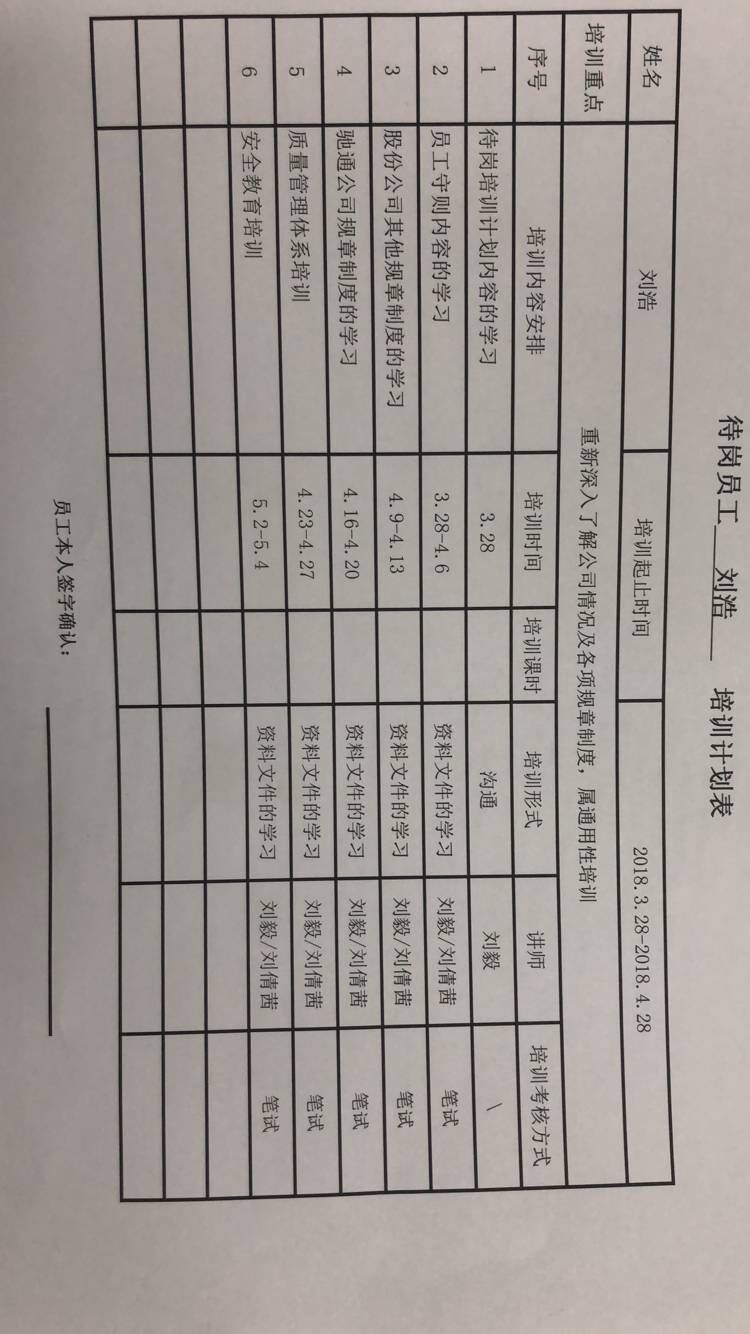 待岗员工 刘浩 培训计划表
姓名 刘浩 培训起止时间 2018.3.28-2018.4.28
培训重点 重新深入了解公司情况及各项规章制度，属通用性培训
序号 培训内容安排 培训时间 培训课时 培训形式 讲师 培训考核方式
1 待岗培训计划内容的学习 3.28 沟通 刘毅 \
2 员工守则内容的学习 3.28-4.6 资料文件的学习 刘毅/刘倩茜 笔试
3 股份公司其他规章制度的学习 4.9-4.13 资料文件的学习 刘毅/刘倩茜 笔试
4 驰通公司规章制度的学习 4.16-4.20 资料文件的学习 刘毅/刘倩茜 笔试
5 质量管理体系培训 4.23-4.27 资料文件的学习 刘毅/刘倩茜 笔试
6 安全教育培训 5.2-5.4 资料文件的学习 刘毅/刘倩茜 笔试
员工本人签字确认：